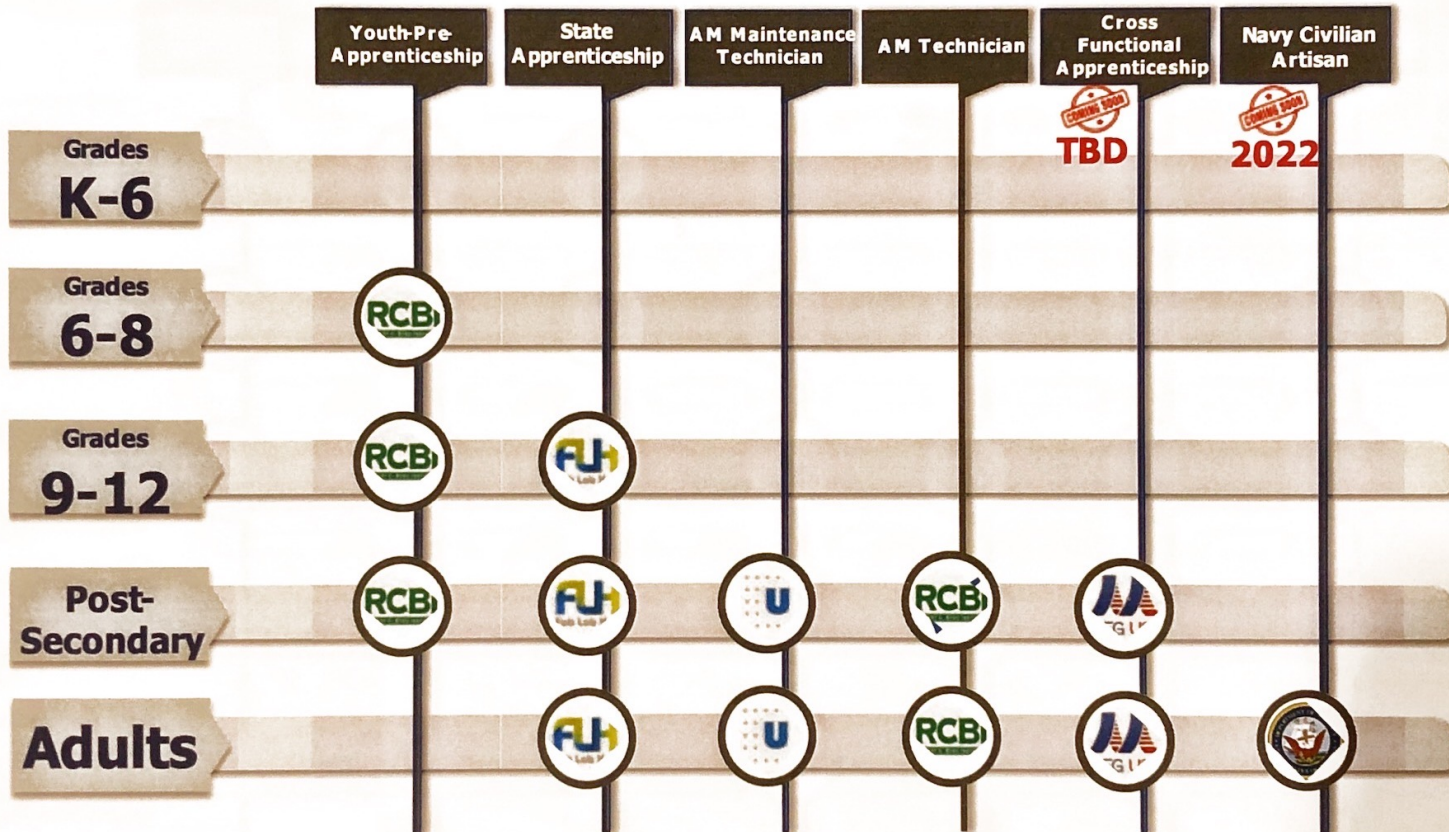 Youth-Pre-
Apprenticeship
State
Apprenticeship
AM Maintenance
Technician
AM Technician
Cross
Functional
Apprenticeship
Navy Civilian
Artisan
COMING SOON
TBD
COMING SOON
2022
Grades
K-6
Grades
6-8
RCB
Grades
9-12
RCB
FLH
Post-
Secondary
RCB
FLH
U
RCB
Adults
FLH
U
RCB